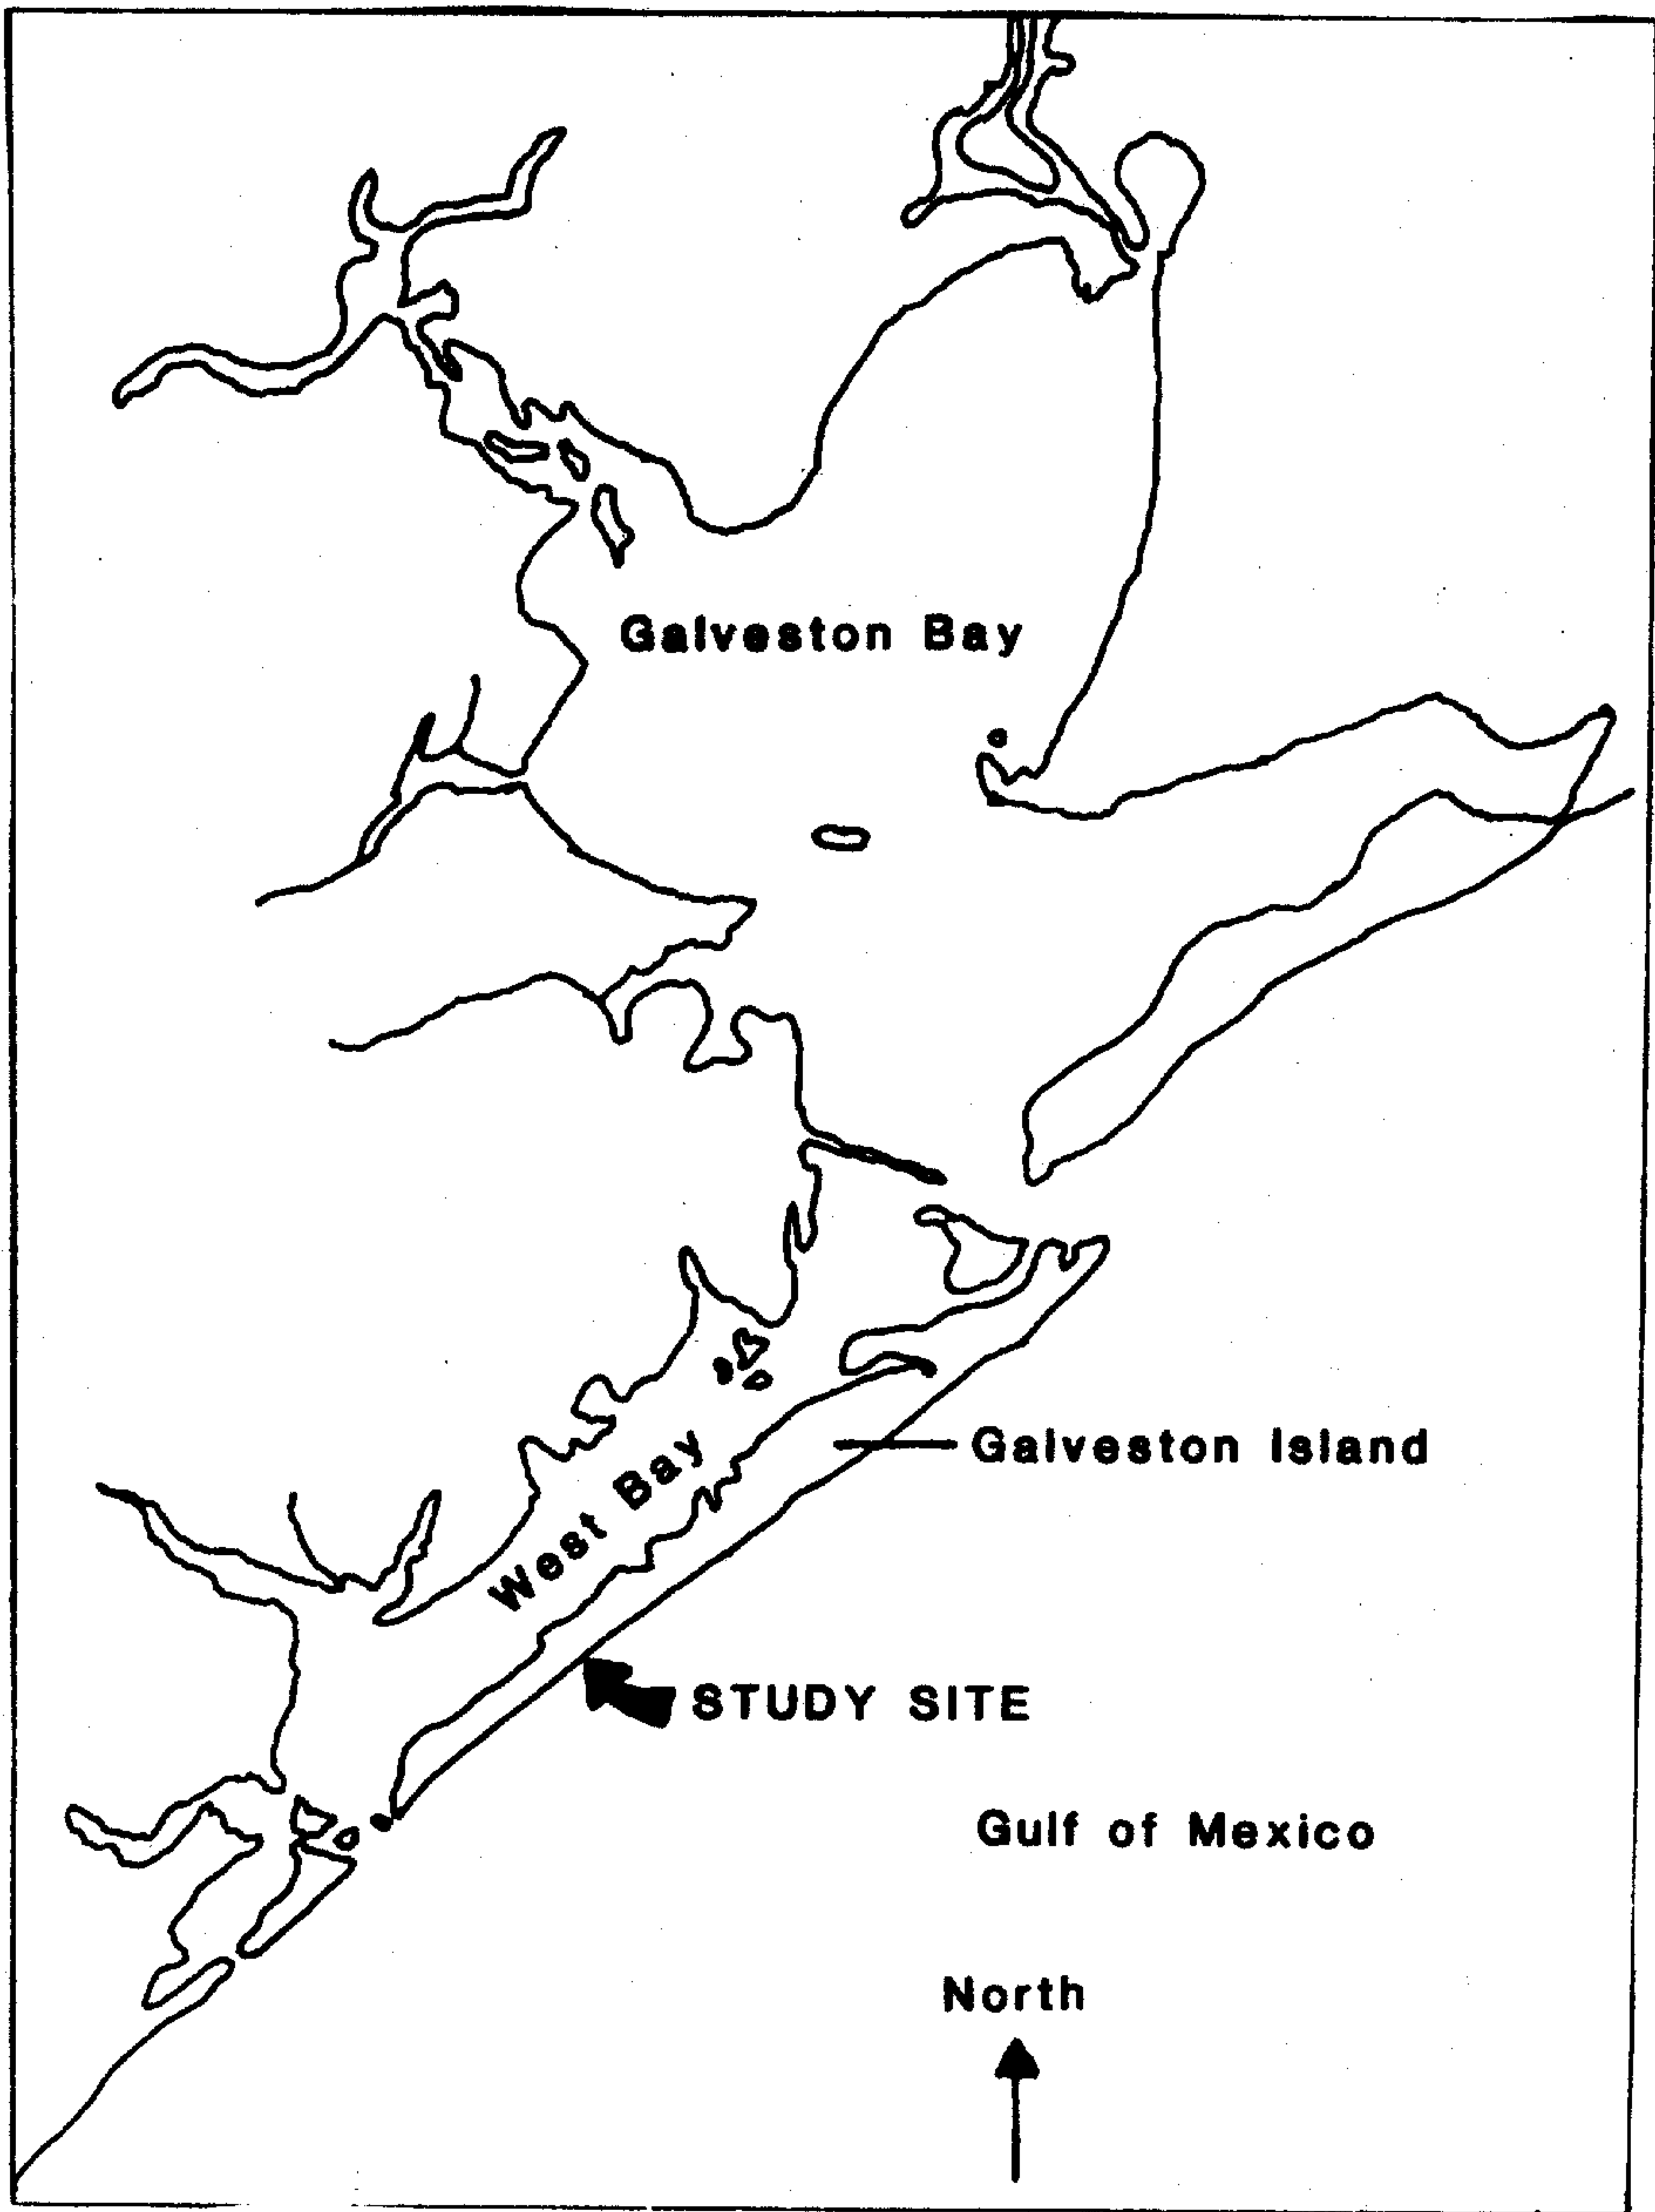 Galveston Bay
Galveston Island
West Bay
STUDY SITE
Gulf of Mexico
North